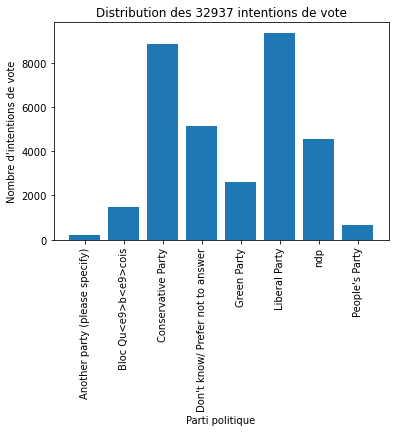 Distribution des 32937 intentions de vote
Nombre d'intentions de vote
8000
6000
4000
2000
0
Another party (please specify)
Bloc Qu<e9>b<e9>cois
Conservative Party
Don't know/ Prefer not to answer
Green Party
Liberal Party
ndp
People's Party
Parti politique